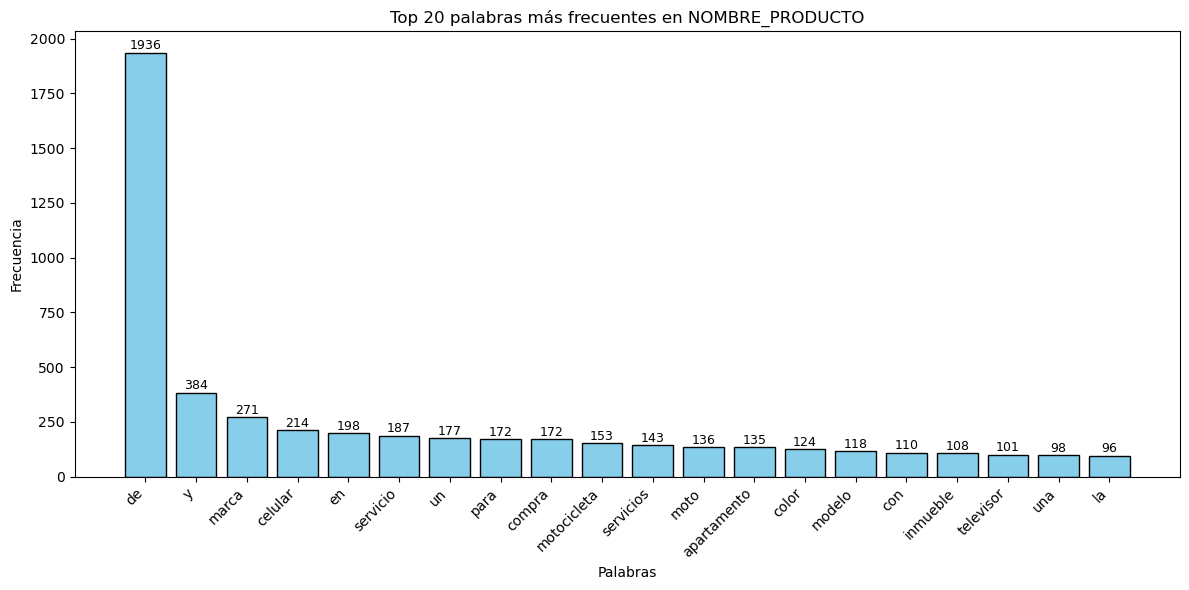 Top 20 palabras más frecuentes en NOMBRE_PRODUCTO
Frecuencia
2000
1750
1500
1250
1000
750
500
250
0
1936
384
271
214
198
187
177
172
172
153
143
136
135
124
118
110
108
101
98
96
de
y
marca
celular
en
servicio
un
para
compra
motocicleta
servicios
moto
apartamento
color
modelo
con
inmueble
televisor
una
la
Palabras